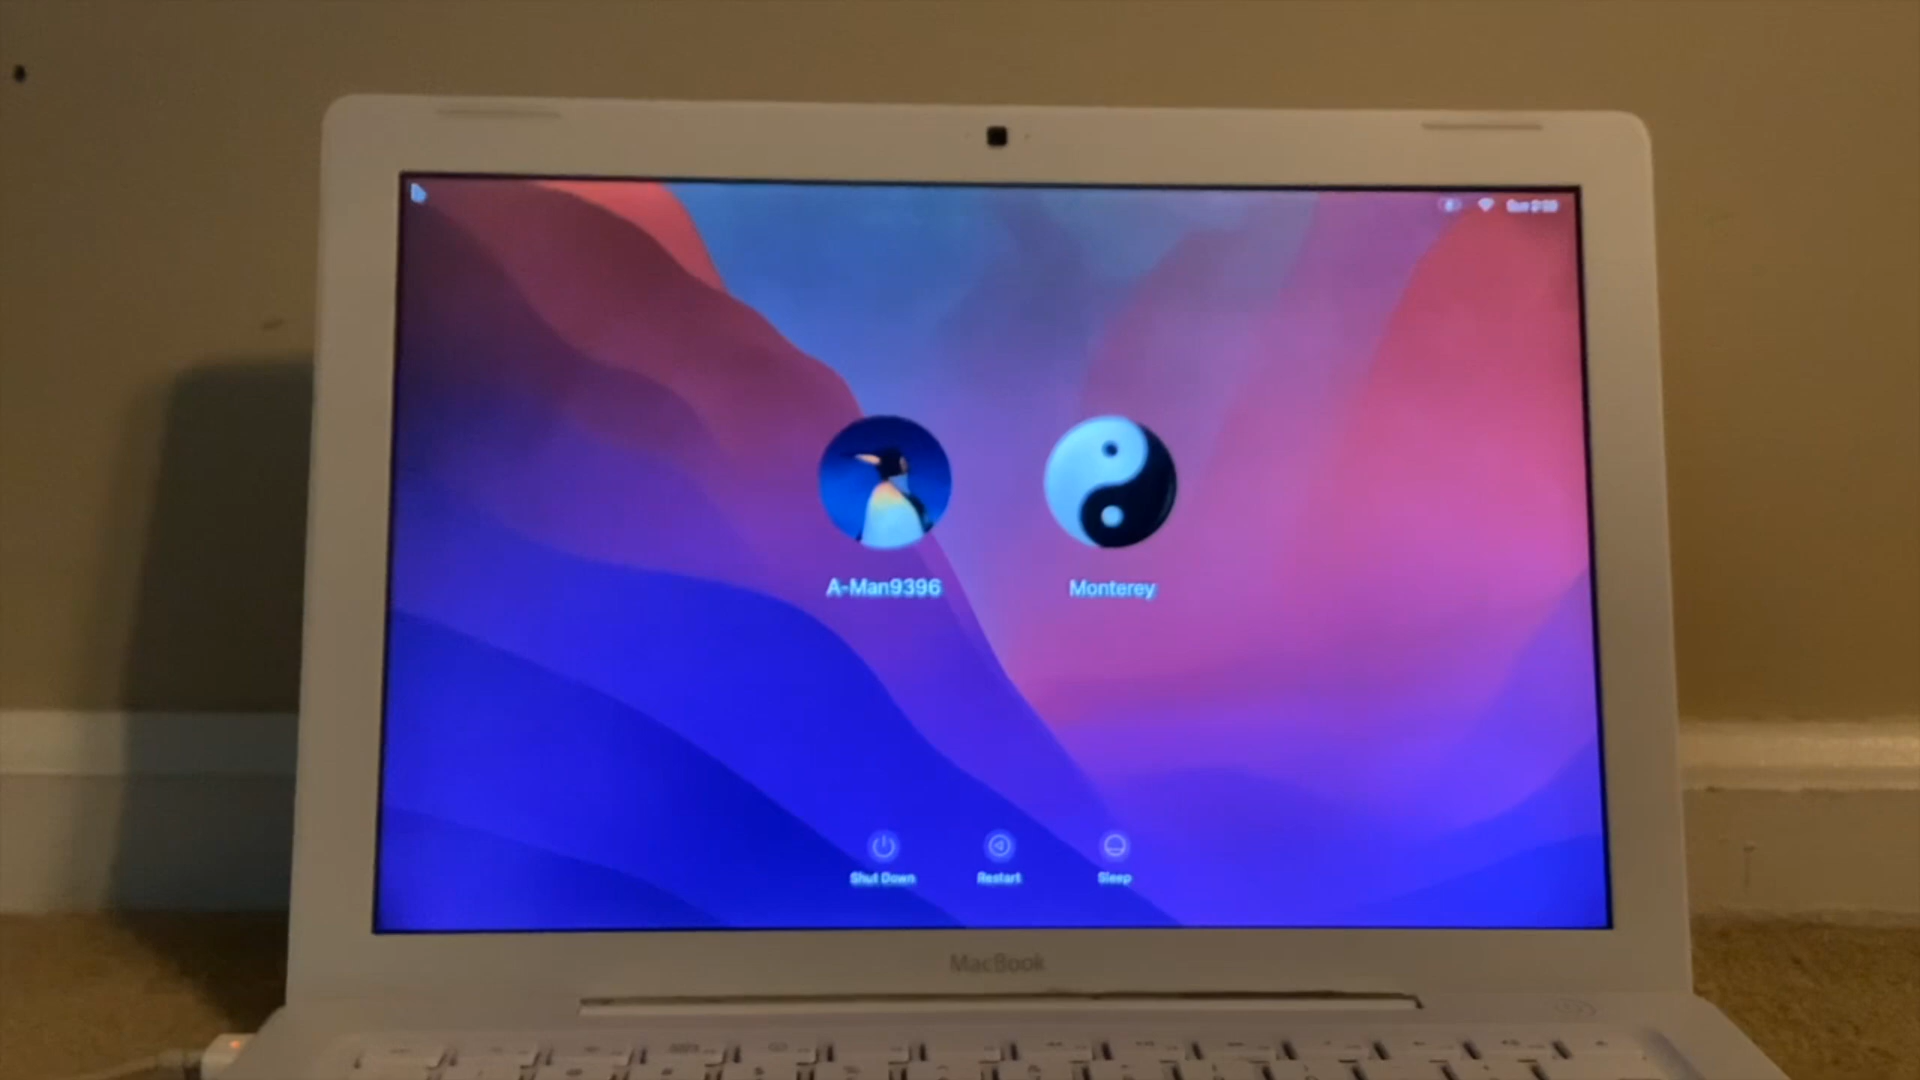 A-Man9396
Monterey
Shut Down
Restart
Sleep
MacBook